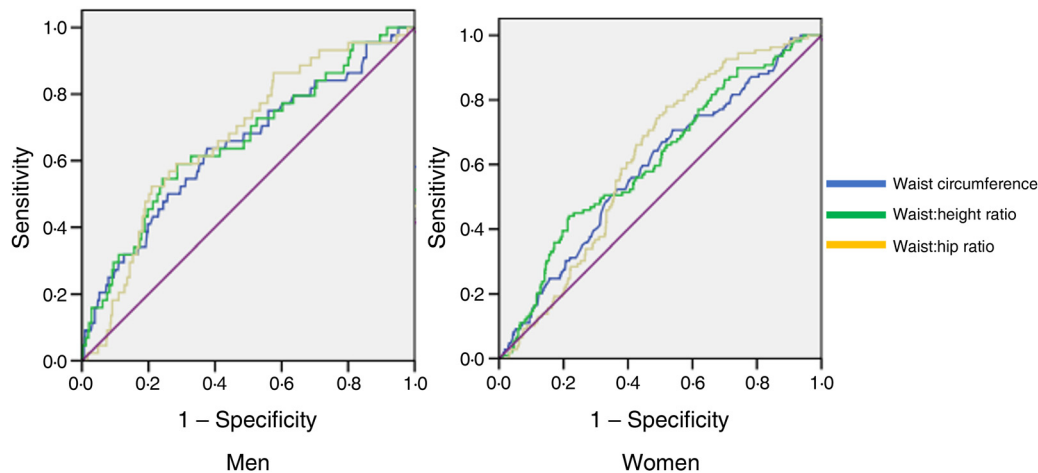 1·0
0·8
0·6
0·4
0·2
0·0
Sensitivity
0·0 0·2 0·4 0·6 0·8 1·0
1 – Specificity
Men
1·0
0·8
0·6
0·4
0·2
0·0
Sensitivity
0·0 0·2 0·4 0·6 0·8 1·0
1 – Specificity
Women
Waist circumference
Waist:height ratio
Waist:hip ratio